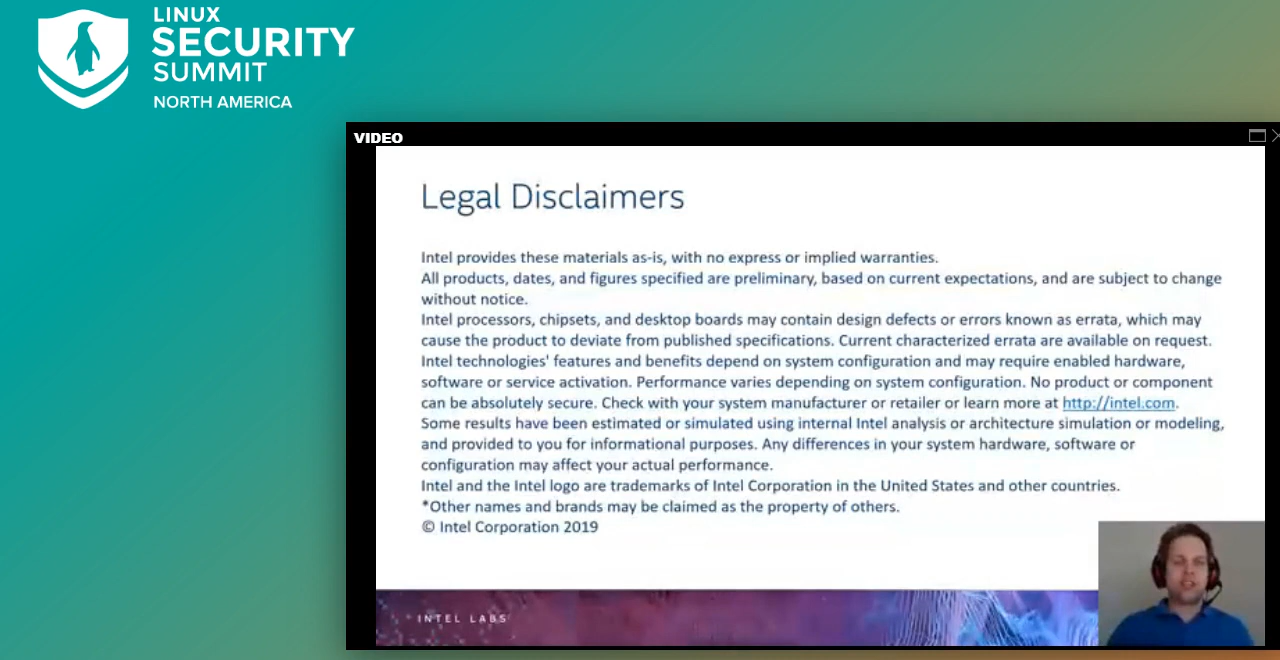 LINUX
SECURITY
SUMMIT
NORTH AMERICA
VIDEO
Legal Disclaimers
Intel provides these materials as-is, with no express or implied warranties.
All products, dates, and figures specified are preliminary, based on current expectations, and are subject to change
without notice.
Intel processors, chipsets, and desktop boards may contain design defects or errors known as errata, which may
cause the product to deviate from published specifications. Current characterized errata are available on request.
Intel technologies' features and benefits depend on system configuration and may require enabled hardware,
software or service activation. Performance varies depending on system configuration. No product or component
can be absolutely secure. Check with your system manufacturer or retailer or learn more at http://intel.com.
Some results have been estimated or simulated using internal Intel analysis or architecture simulation or modeling,
and provided to you for informational purposes. Any differences in your system hardware, software or
configuration may affect your actual performance.
Intel and the Intel logo are trademarks of Intel Corporation in the United States and other countries.
*Other names and brands may be claimed as the property of others.
© Intel Corporation 2019
INTEL LABS